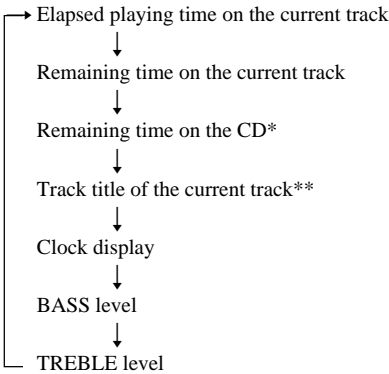 Elapsed playing time on the current track
Remaining time on the current track
Remaining time on the CD*
Track title of the current track**
Clock display
BASS level
TREBLE level